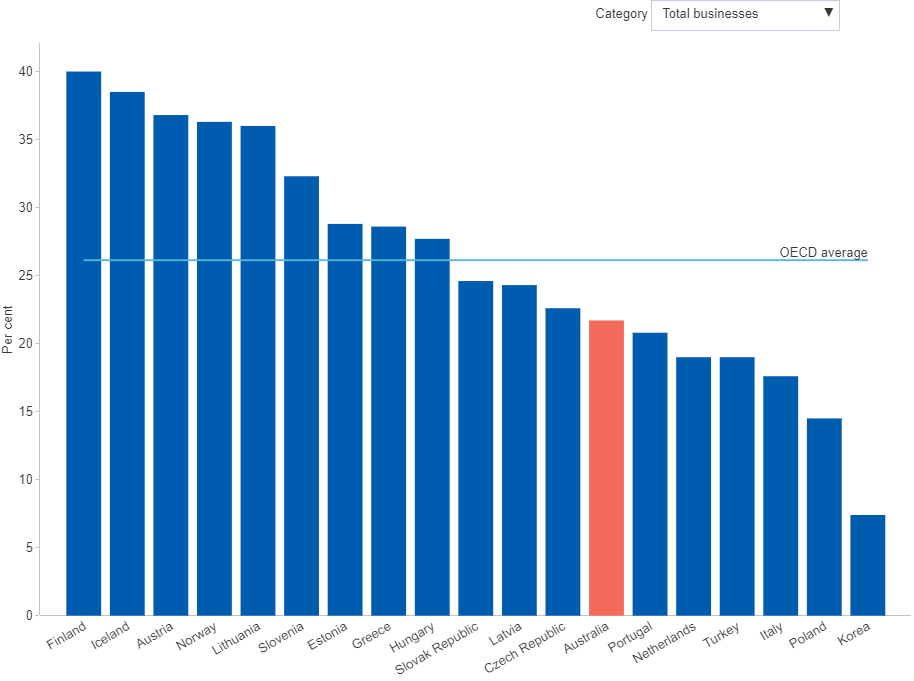 Category Total businesses
40
35
30
25
20
15
10
5
0
Per cent
OECD average
Finland
Iceland
Austria
Norway
Lithuania
Slovenia
Estonia
Greece
Hungary
Slovak Republic
Latvia
Czech Republic
Australia
Portugal
Netherlands
Turkey
Italy
Poland
Korea